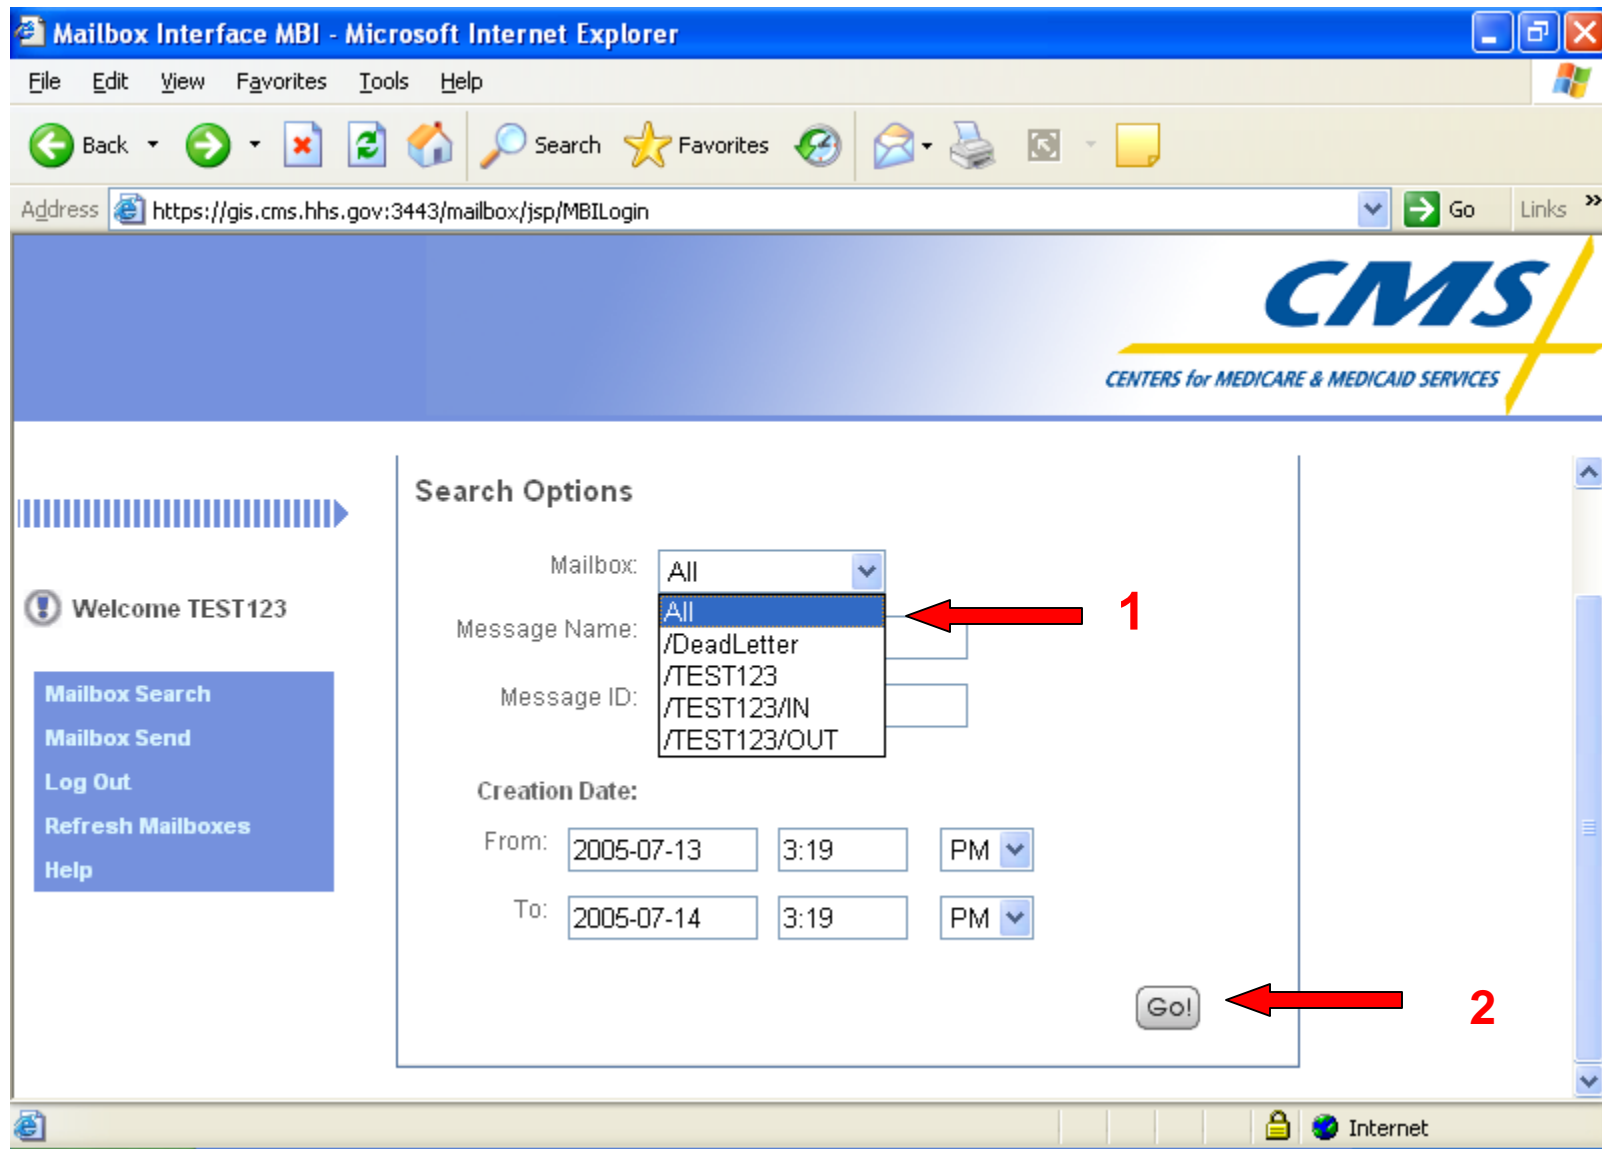 Mailbox Interface MBI - Microsoft Internet Explorer
File Edit View Favorites Tools Help
Back Search Favorites
Address https://gis.cms.hhs.gov:3443/mailbox/jsp/MBILogin Go Links »
CMS
CENTERS for MEDICARE & MEDICAID SERVICES
Search Options
Mailbox: All
Welcome TEST123
All 1
Message Name:
/DeadLetter
/TEST123
Message ID:
/TEST123/IN
/TEST123/OUT
Mailbox Search
Mailbox Send
Log Out
Refresh Mailboxes
Help
Creation Date:
From: 2005-07-13 3:19 PM
To: 2005-07-14 3:19 PM
Go! 2
Internet